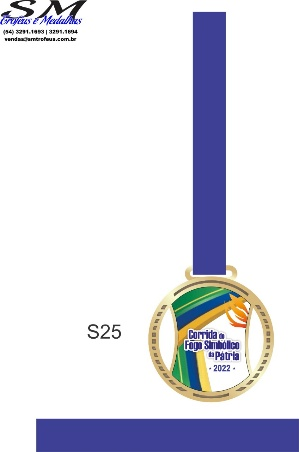 SM
Troféus e Medalhas
(54) 3291.1693 | 3291.1694
vendas@smtrofeus.com.br
S25
Corrida do
Fogo Simbólico
da Pátria
- 2022 -